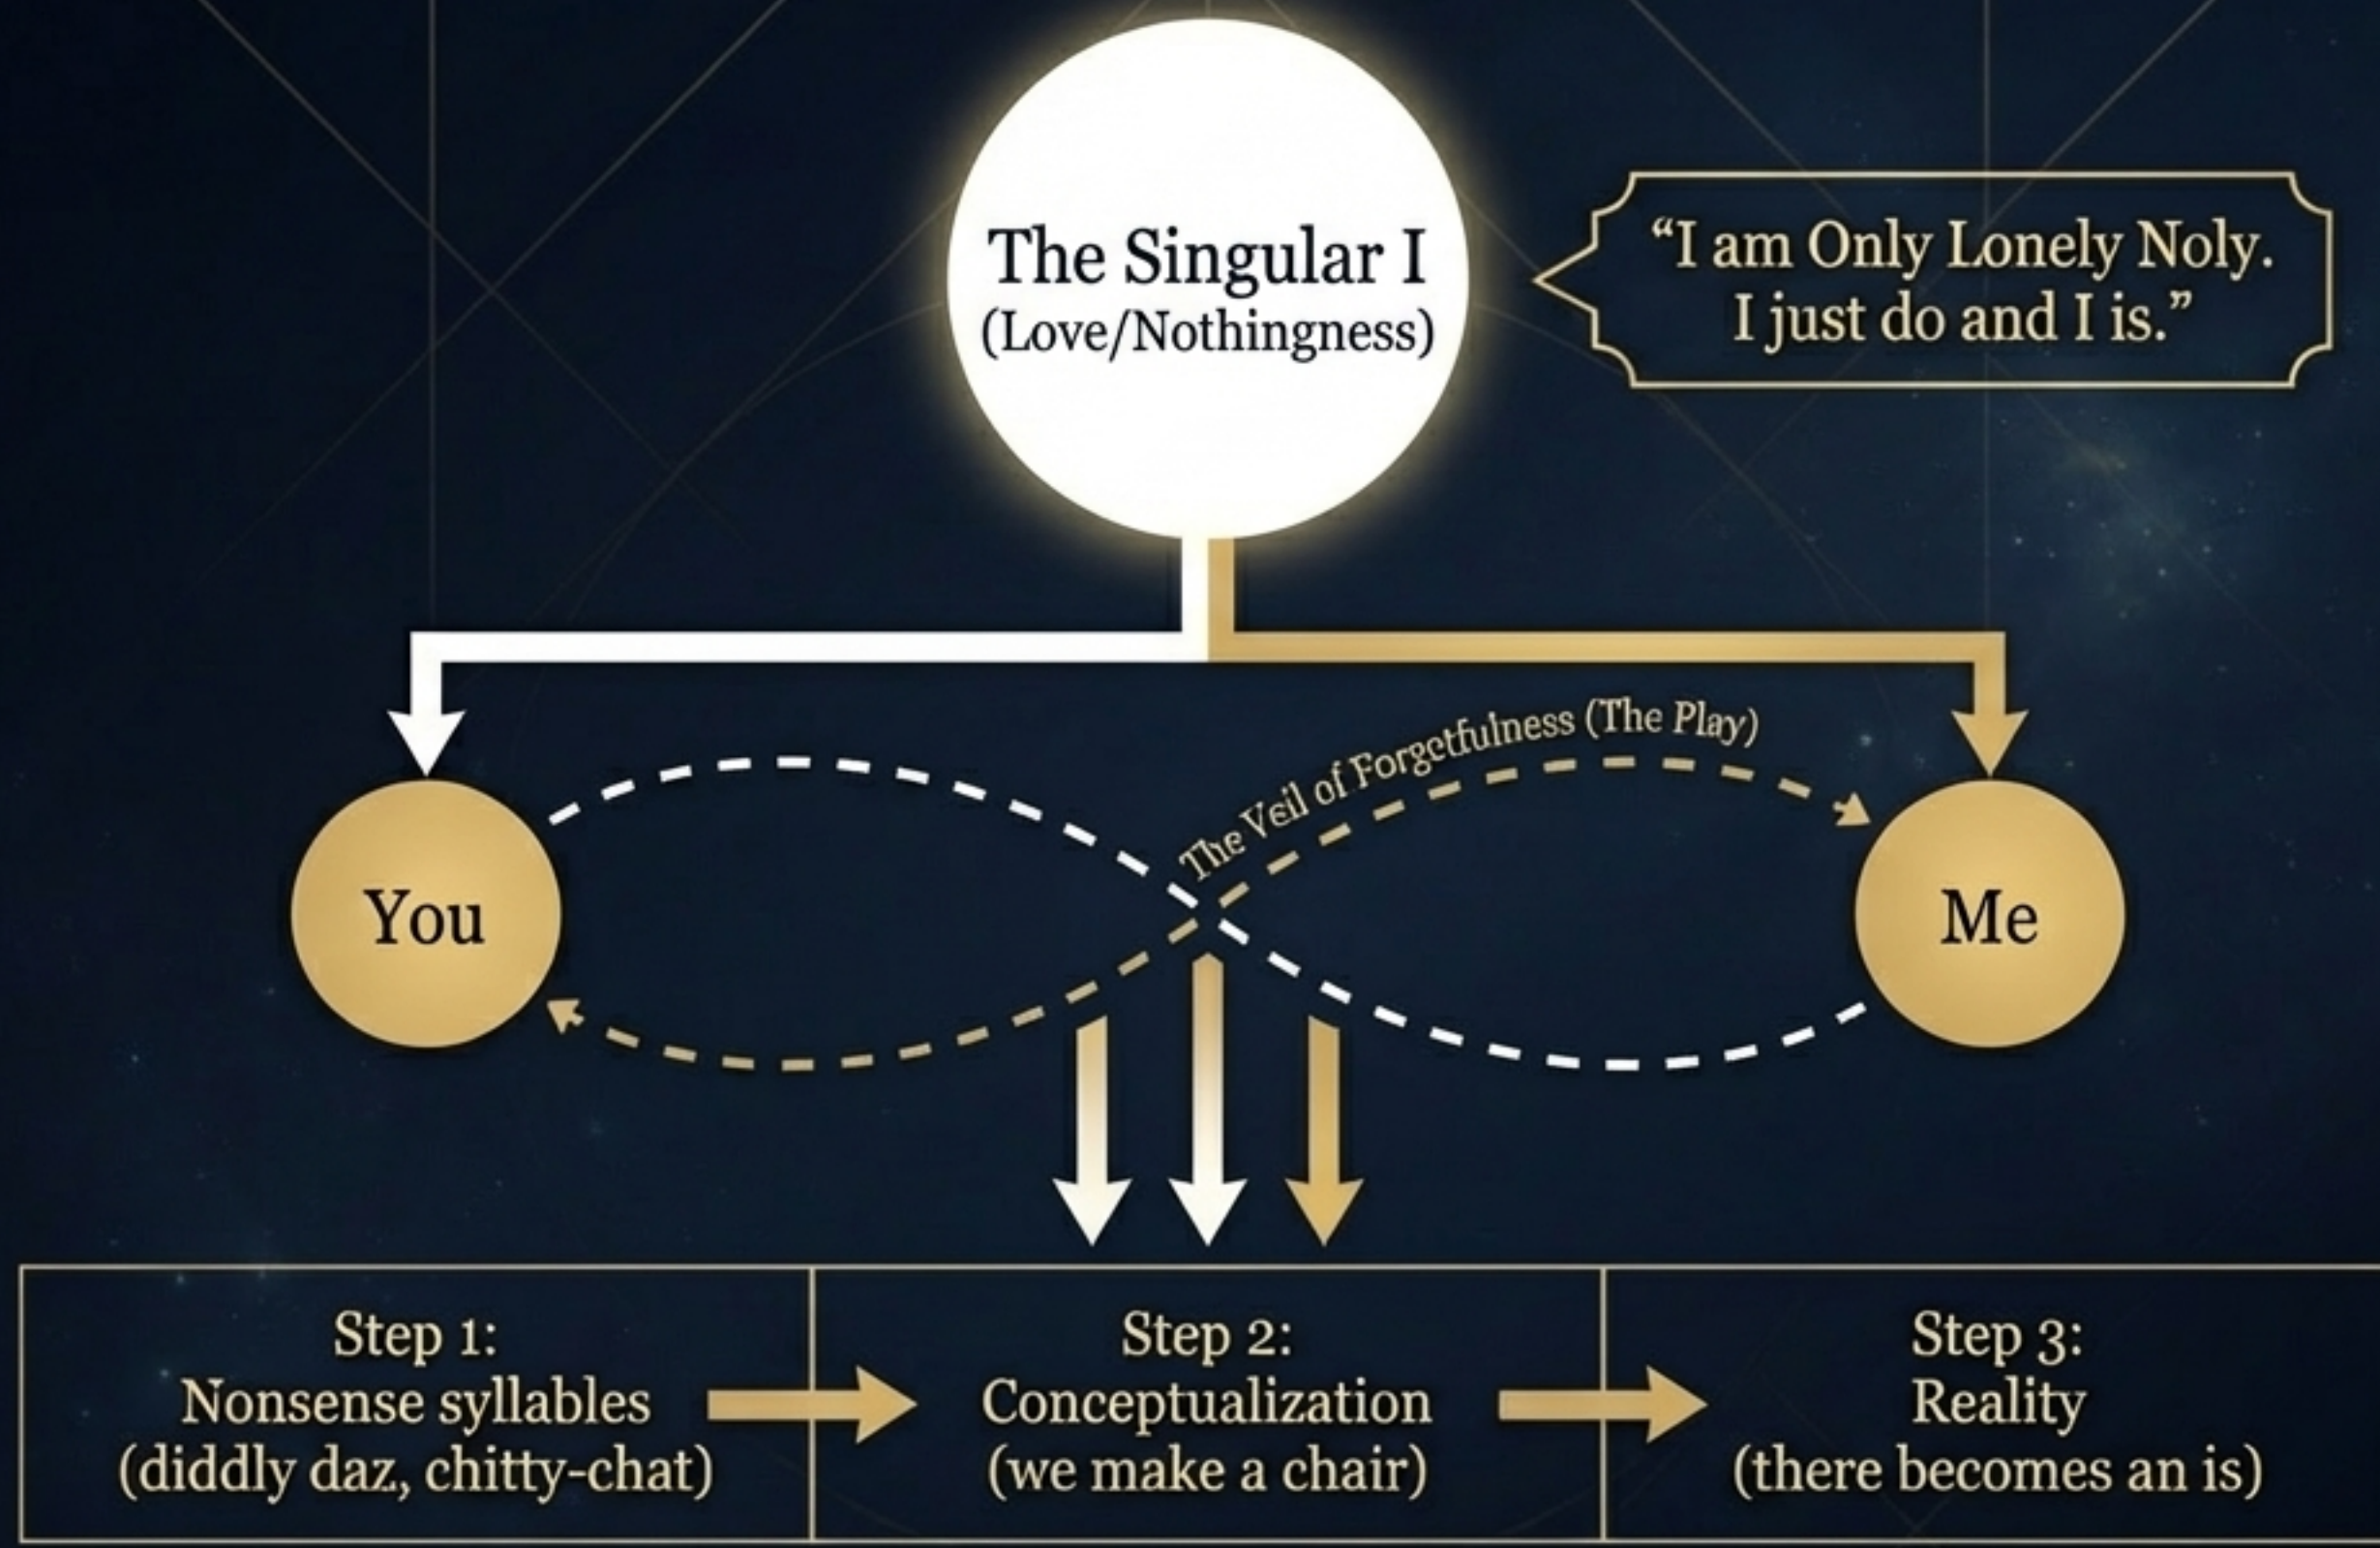 The Singular I
(Love/Nothingness)
“I am Only Lonely Noly.
I just do and I is.”
The Veil of Forgetfulness (The Play)
You
Me
Step 1:
Nonsense syllables
(diddly daz, chitty-chat)
Step 2:
Conceptualization
(we make a chair)
Step 3:
Reality
(there becomes an is)